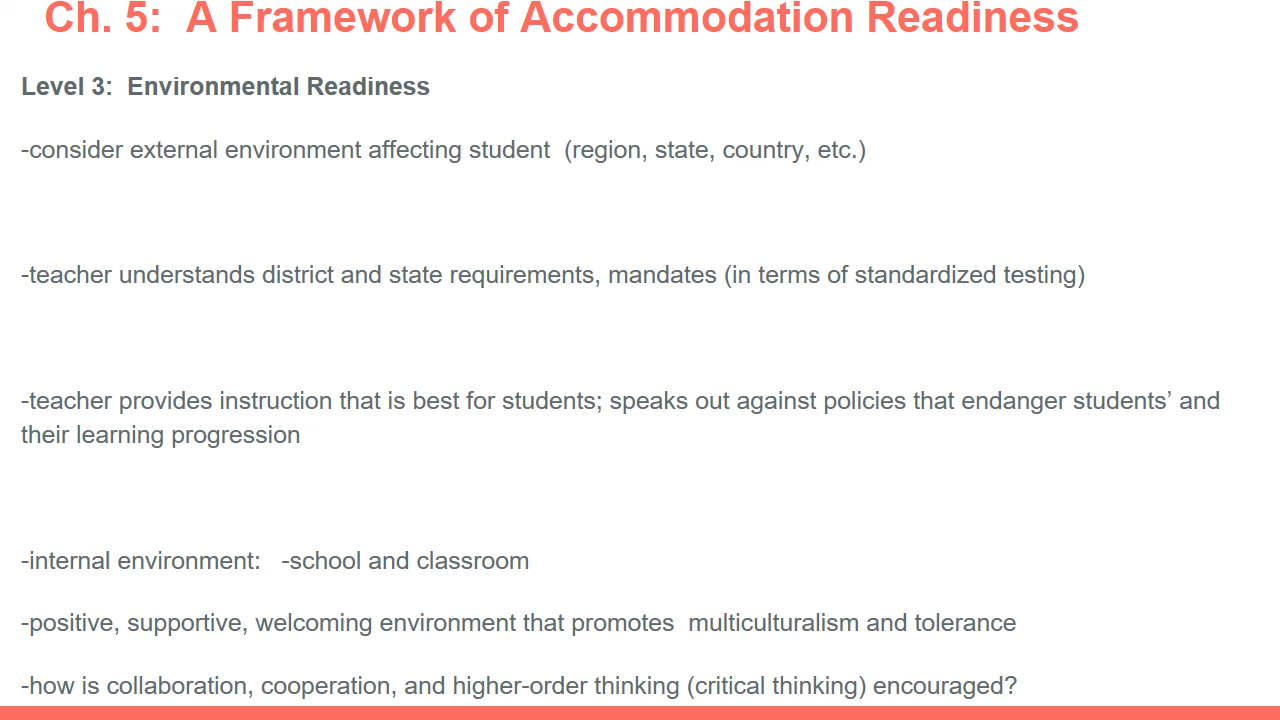 Ch. 5:  A Framework of Accommodation Readiness
Level 3:  Environmental Readiness
-consider external environment affecting student  (region, state, country, etc.)
-teacher understands district and state requirements, mandates (in terms of standardized testing)
-teacher provides instruction that is best for students; speaks out against policies that endanger students’ and
their learning progression
-internal environment:   -school and classroom
-positive, supportive, welcoming environment that promotes  multiculturalism and tolerance
-how is collaboration, cooperation, and higher-order thinking (critical thinking) encouraged?